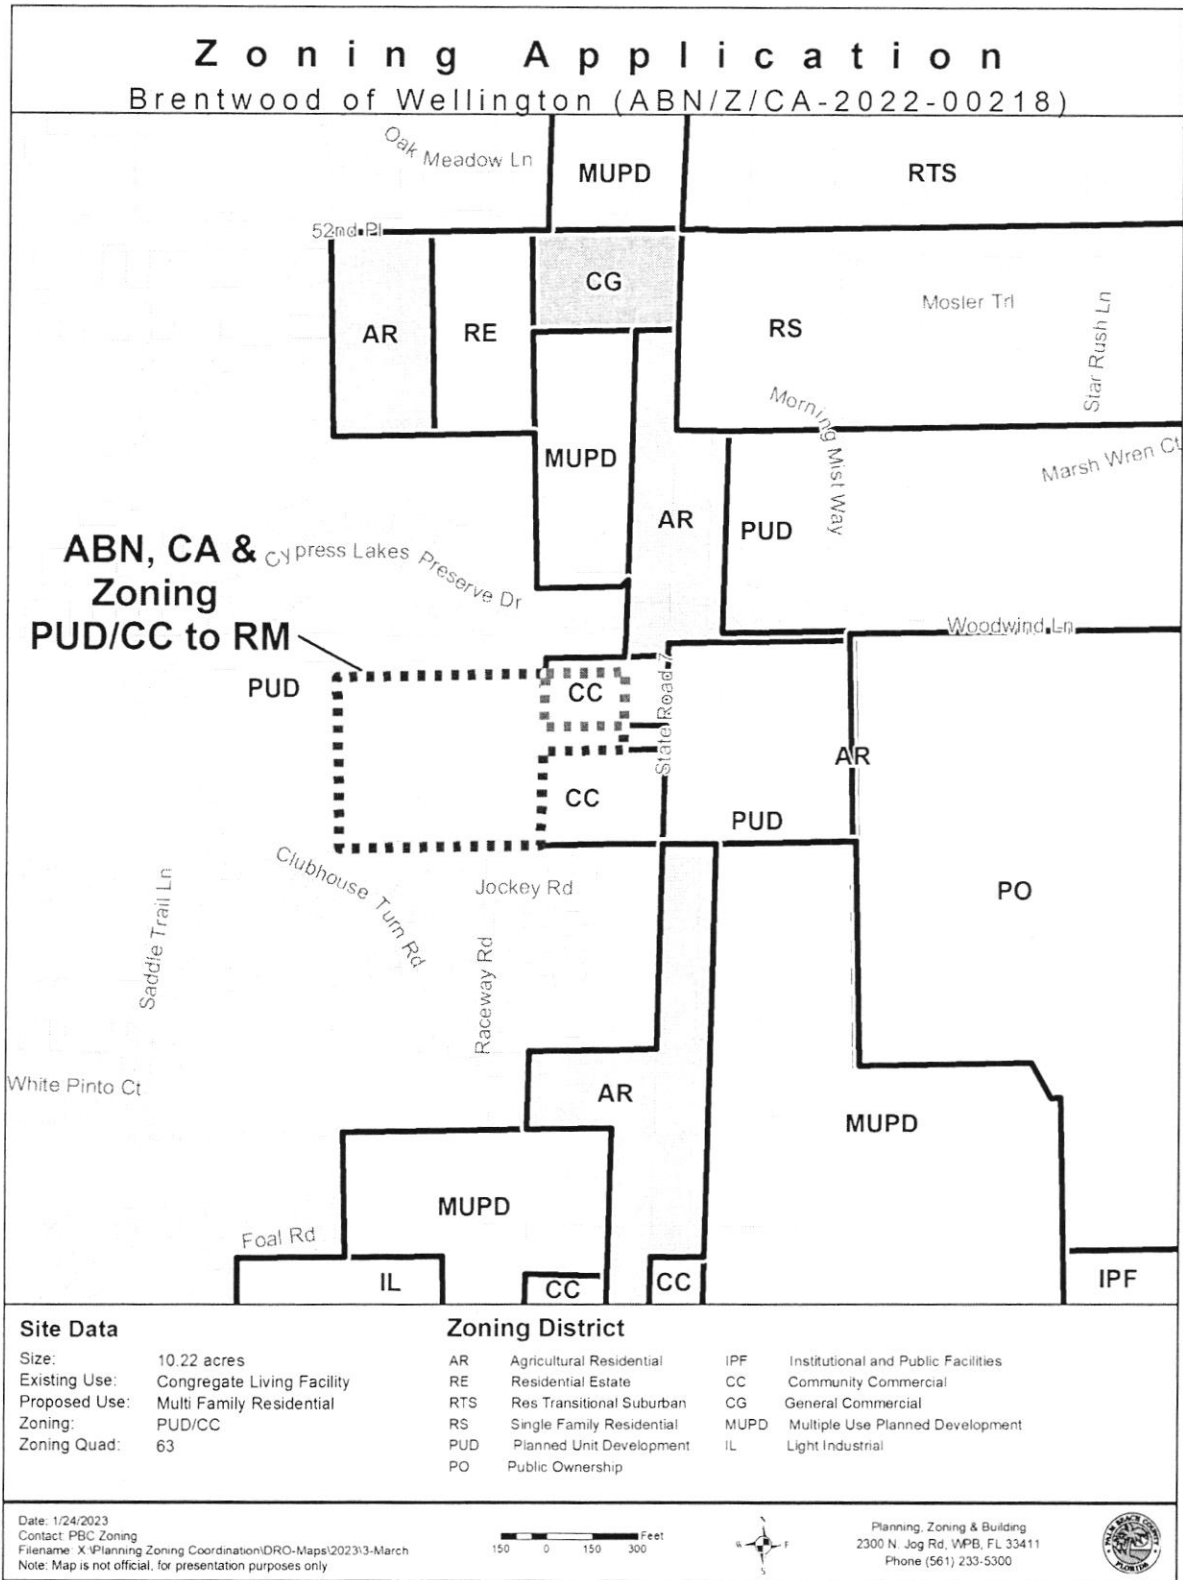 Zoning Application
Brentwood of Wellington (ABN/Z/CA-2022-00218)
Oak Meadow Ln
MUPD
RTS
52nd Pl
CG
Mosler Trl
AR
RE
RS
Star Rush Ln
Morning Mist Way
MUPD
Marsh Wren Ct
AR
PUD
ABN, CA &
Zoning
PUD/CC to RM
Cypress Lakes Preserve Dr
Woodwind Ln
PUD
CC
State Road 7
AR
CC
PUD
Clubhouse Turn Rd
Jockey Rd
Saddle Trail Ln
PO
Raceway Rd
White Pinto Ct
AR
MUPD
MUPD
Foal Rd
IL
CC
CC
IPF
Site Data
Size: 10.22 acres
Existing Use: Congregate Living Facility
Proposed Use: Multi Family Residential
Zoning: PUD/CC
Zoning Quad: 63
Zoning District
AR Agricultural Residential
RE Residential Estate
RTS Res Transitional Suburban
RS Single Family Residential
PUD Planned Unit Development
PO Public Ownership
IPF Institutional and Public Facilities
CC Community Commercial
CG General Commercial
MUPD Multiple Use Planned Development
IL Light Industrial
Date: 1/24/2023
Contact: PBC Zoning
Filename: X:\Planning Zoning Coordination\DRO-Maps\2023\3-March
Note: Map is not official, for presentation purposes only
Feet
150 0 150 300
Planning, Zoning & Building
2300 N. Jog Rd, WPB, FL 33411
Phone (561) 233-5300
PALM BEACH COUNTY
FLORIDA